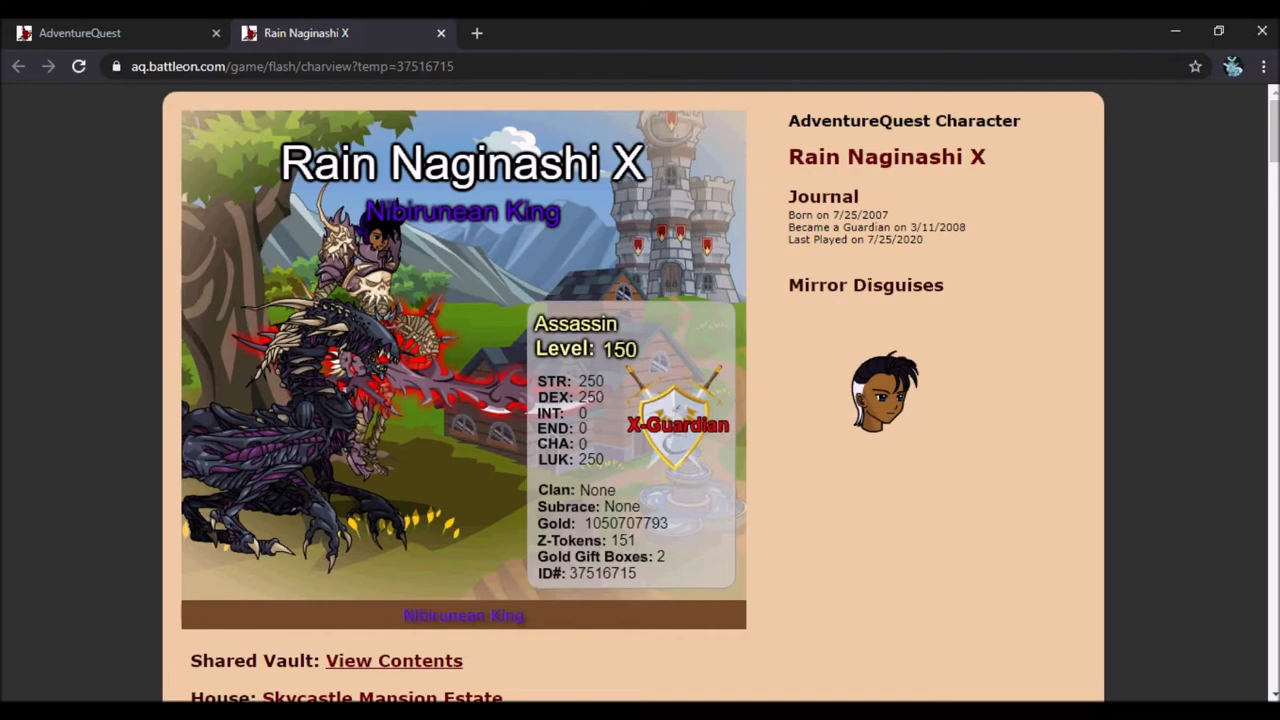 AdventureQuest
Rain Naginashi X
aq.battleon.com/game/flash/charview?temp=37516715
Rain Naginashi X
Nibirunean King
Assassin
Level: 150
STR: 250
DEX: 250
INT: 0
END: 0
CHA: 0
LUK: 250
X-Guardian
Clan: None
Subrace: None
Gold: 1050707793
Z-Tokens: 151
Gold Gift Boxes: 2
ID#: 37516715
Nibirunean King
Shared Vault: View Contents
House: Skycastle Mansion Estate
AdventureQuest Character
Rain Naginashi X
Journal
Born on 7/25/2007
Became a Guardian on 3/11/2008
Last Played on 7/25/2020
Mirror Disguises